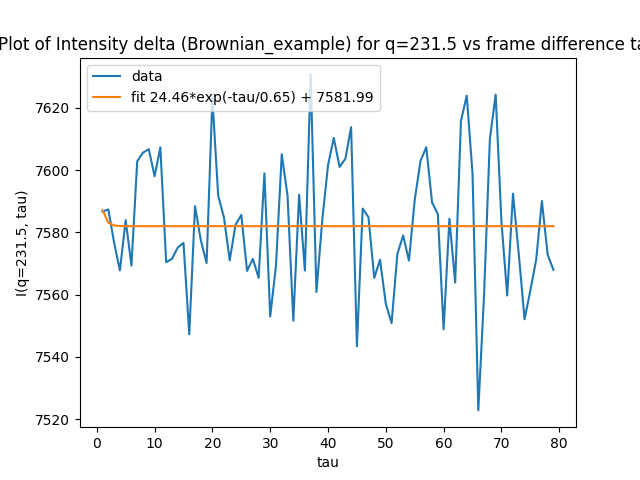 Plot of Intensity delta (Brownian_example) for q=231.5 vs frame difference ta
data
fit 24.46*exp(-tau/0.65) + 7581.99
I(q=231.5, tau)
7620
7600
7580
7560
7540
7520
0 10 20 30 40 50 60 70 80
tau